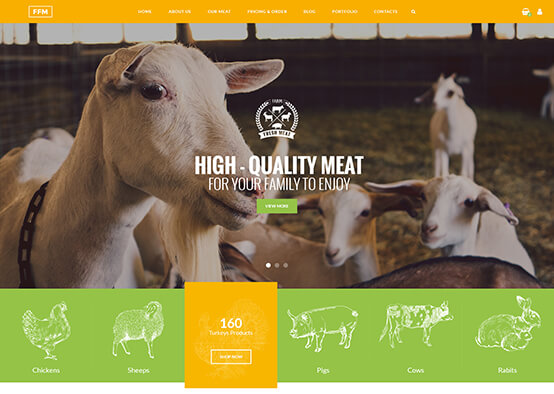 FFM
HOME ABOUT US OUR MEAT PRICING & ORDER BLOG PORTFOLIO CONTACTS
FARM
FRESH MEAT
HIGH - QUALITY MEAT
FOR YOUR FAMILY TO ENJOY
VIEW MORE
160
Turkeys Products
SHOP NOW
Chickens Sheeps Pigs Cows Rabits